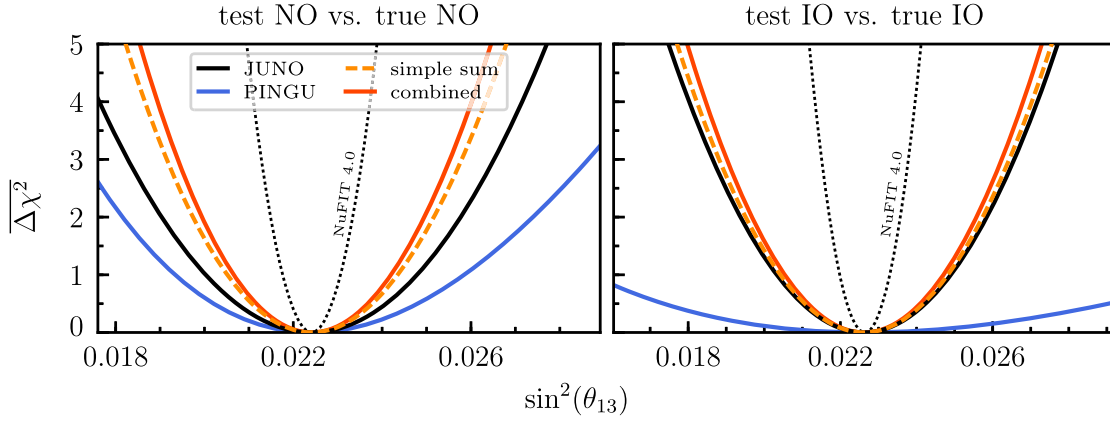 test NO vs. true NO
test IO vs. true IO
5
4
3
2
1
0
JUNO
PINGU
simple sum
combined
NuFIT 4.0
NuFIT 4.0
0.018 0.022 0.026
0.018 0.022 0.026
Δχ²
sin²(θ₁₃)